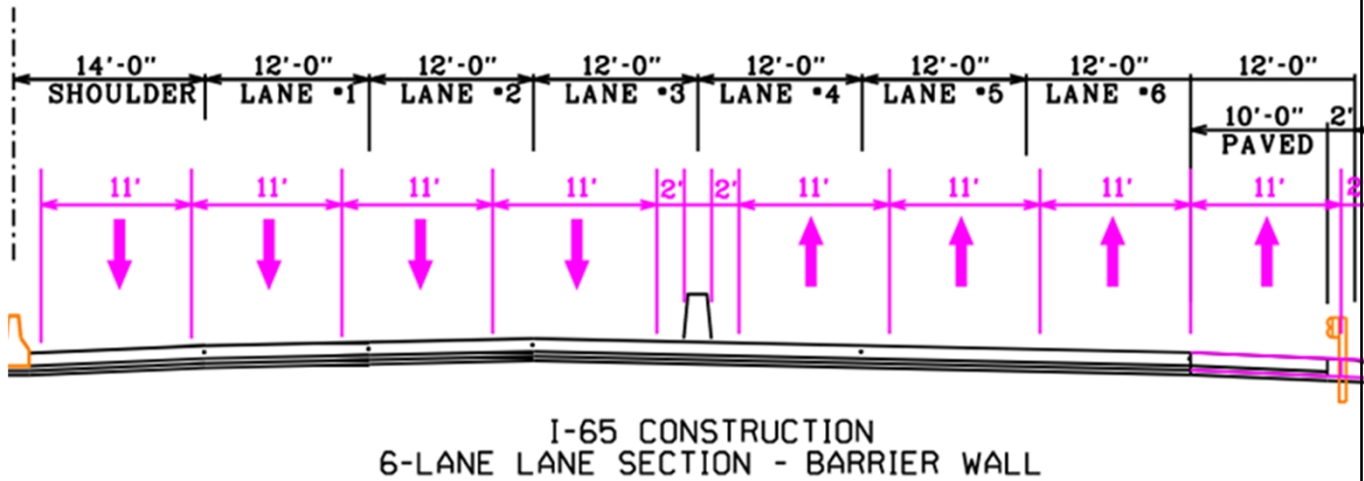 14'-0" 12'-0" 12'-0" 12'-0" 12'-0" 12'-0" 12'-0" 12'-0"
SHOULDER LANE #1 LANE #2 LANE #3 LANE #4 LANE #5 LANE #6
10'-0" 2'
PAVED
11' 11' 11' 11' 2' 2' 11' 11' 11' 11' 2
I-65 CONSTRUCTION
6-LANE LANE SECTION - BARRIER WALL